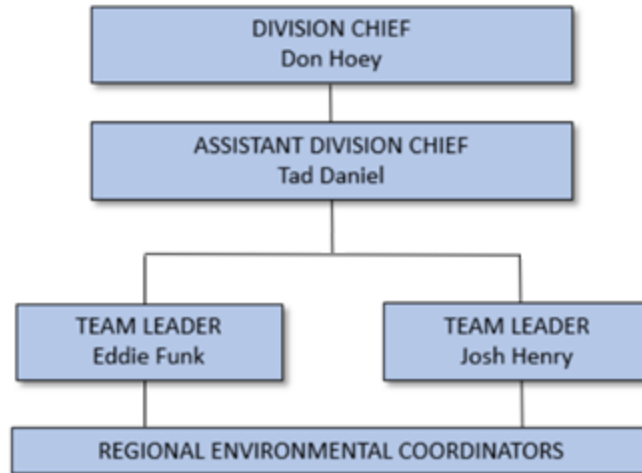 DIVISION CHIEF
Don Hoey
ASSISTANT DIVISION CHIEF
Tad Daniel
TEAM LEADER
Eddie Funk
TEAM LEADER
Josh Henry
REGIONAL ENVIRONMENTAL COORDINATORS